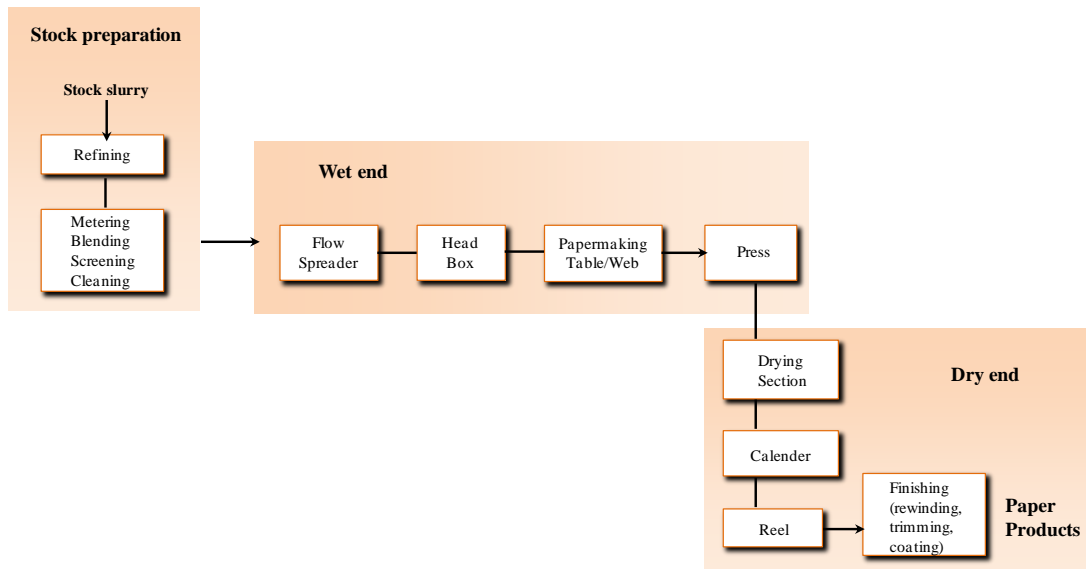 Stock preparation
Stock slurry
Refining
Metering
Blending
Screening
Cleaning
Wet end
Flow
Spreader
Head
Box
Papermaking
Table/Web
Press
Drying
Section
Dry end
Calender
Reel
Finishing
(rewinding,
trimming,
coating)
Paper
Products